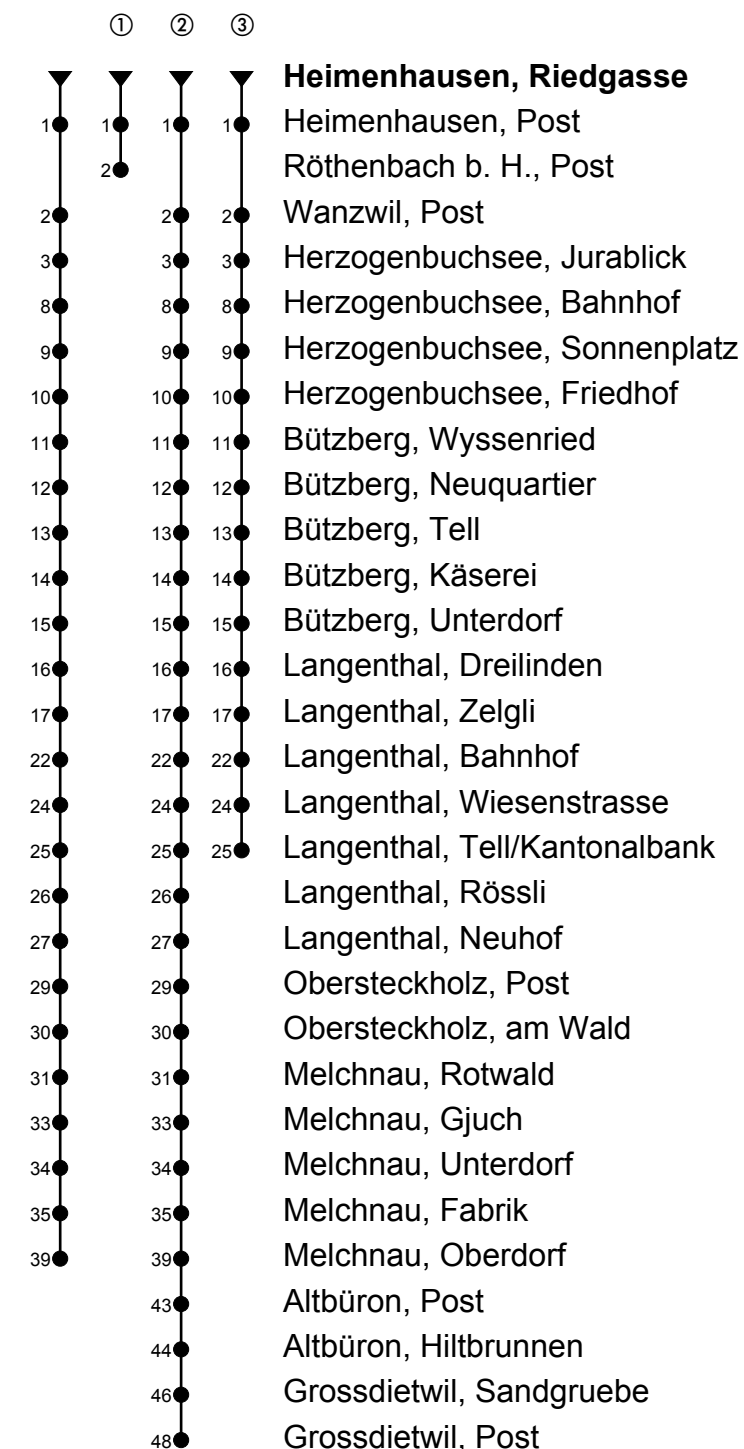 ① ② ③
Heimenhausen, Riedgasse
1 1 1 1 Heimenhausen, Post
2 Röthenbach b. H., Post
2 2 2 Wanzwil, Post
3 3 3 Herzogenbuchsee, Jurablick
8 8 8 Herzogenbuchsee, Bahnhof
9 9 9 Herzogenbuchsee, Sonnenplatz
10 10 10 Herzogenbuchsee, Friedhof
11 11 11 Bützberg, Wyssenried
12 12 12 Bützberg, Neuquartier
13 13 13 Bützberg, Tell
14 14 14 Bützberg, Käserei
15 15 15 Bützberg, Unterdorf
16 16 16 Langenthal, Dreilinden
17 17 17 Langenthal, Zelgli
22 22 22 Langenthal, Bahnhof
24 24 24 Langenthal, Wiesenstrasse
25 25 25 Langenthal, Tell/Kantonalbank
26 26 Langenthal, Rössli
27 27 Langenthal, Neuhof
29 29 Obersteckholz, Post
30 30 Obersteckholz, am Wald
31 31 Melchnau, Rotwald
33 33 Melchnau, Gjuch
34 34 Melchnau, Unterdorf
35 35 Melchnau, Fabrik
39 39 Melchnau, Oberdorf
43 Altbüron, Post
44 Altbüron, Hiltbrunnen
46 Grossdietwil, Sandgruebe
48 Grossdietwil, Post